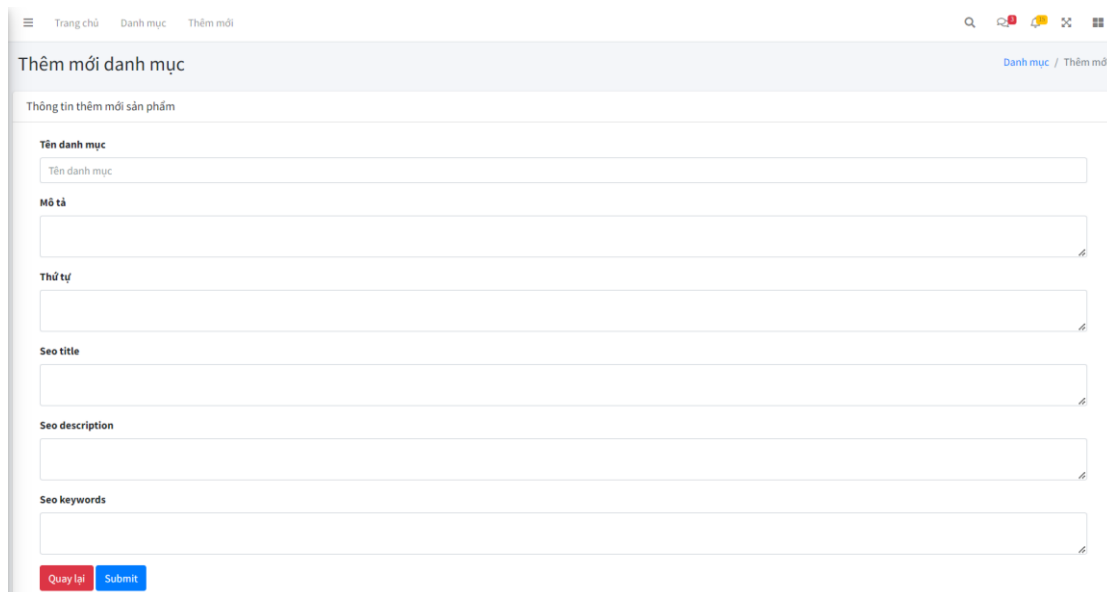 Trang chủ Danh mục Thêm mới
3
Thêm mới danh mục
Danh mục / Thêm mớ
Thông tin thêm mới sản phẩm
Tên danh mục
Tên danh mục
Mô tả
Thứ tự
Seo title
Seo description
Seo keywords
Quay lại Submit